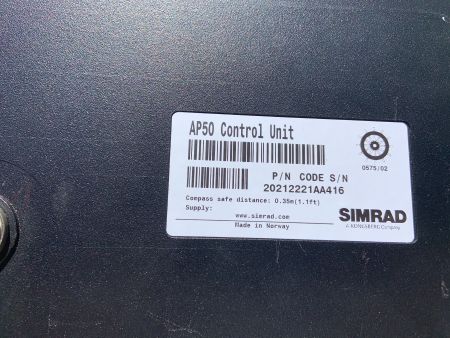 AP50 Control Unit
0575/02
P/N CODE S/N
20212221AA416
Compass safe distance: 0.35m(1.1ft)
Supply:
www.simrad.com
Made in Norway
SIMRAD
A KONGSBERG Company